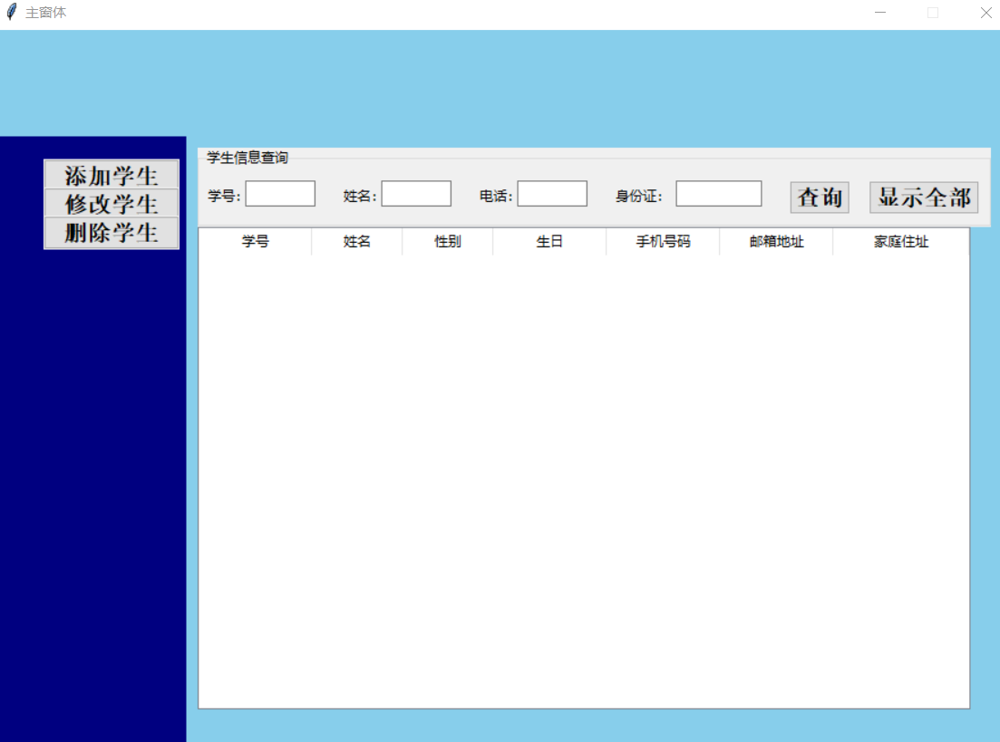 主窗体
添加学生
修改学生
删除学生
学生信息查询
学号: 姓名: 电话: 身份证: 查询 显示全部
学号 姓名 性别 生日 手机号码 邮箱地址 家庭住址